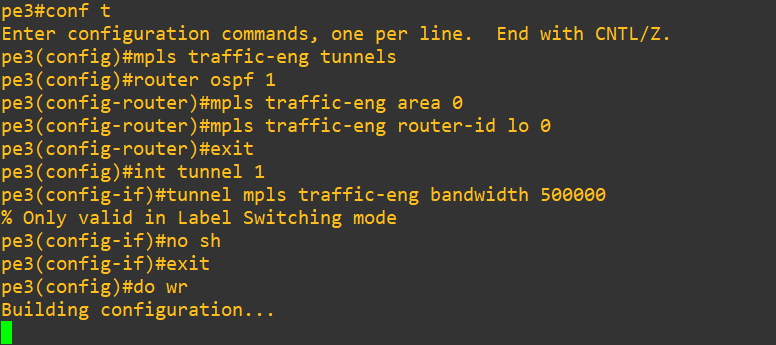 pe3#conf t
Enter configuration commands, one per line.  End with CNTL/Z.
pe3(config)#mpls traffic-eng tunnels
pe3(config)#router ospf 1
pe3(config-router)#mpls traffic-eng area 0
pe3(config-router)#mpls traffic-eng router-id lo 0
pe3(config-router)#exit
pe3(config)#int tunnel 1
pe3(config-if)#tunnel mpls traffic-eng bandwidth 500000
% Only valid in Label Switching mode
pe3(config-if)#no sh
pe3(config-if)#exit
pe3(config)#do wr
Building configuration...